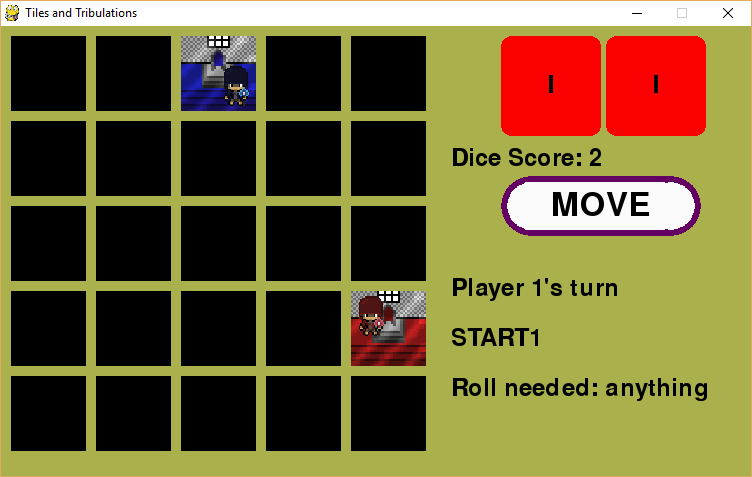 Tiles and Tribulations
I I
Dice Score: 2
MOVE
Player 1's turn
START1
Roll needed: anything